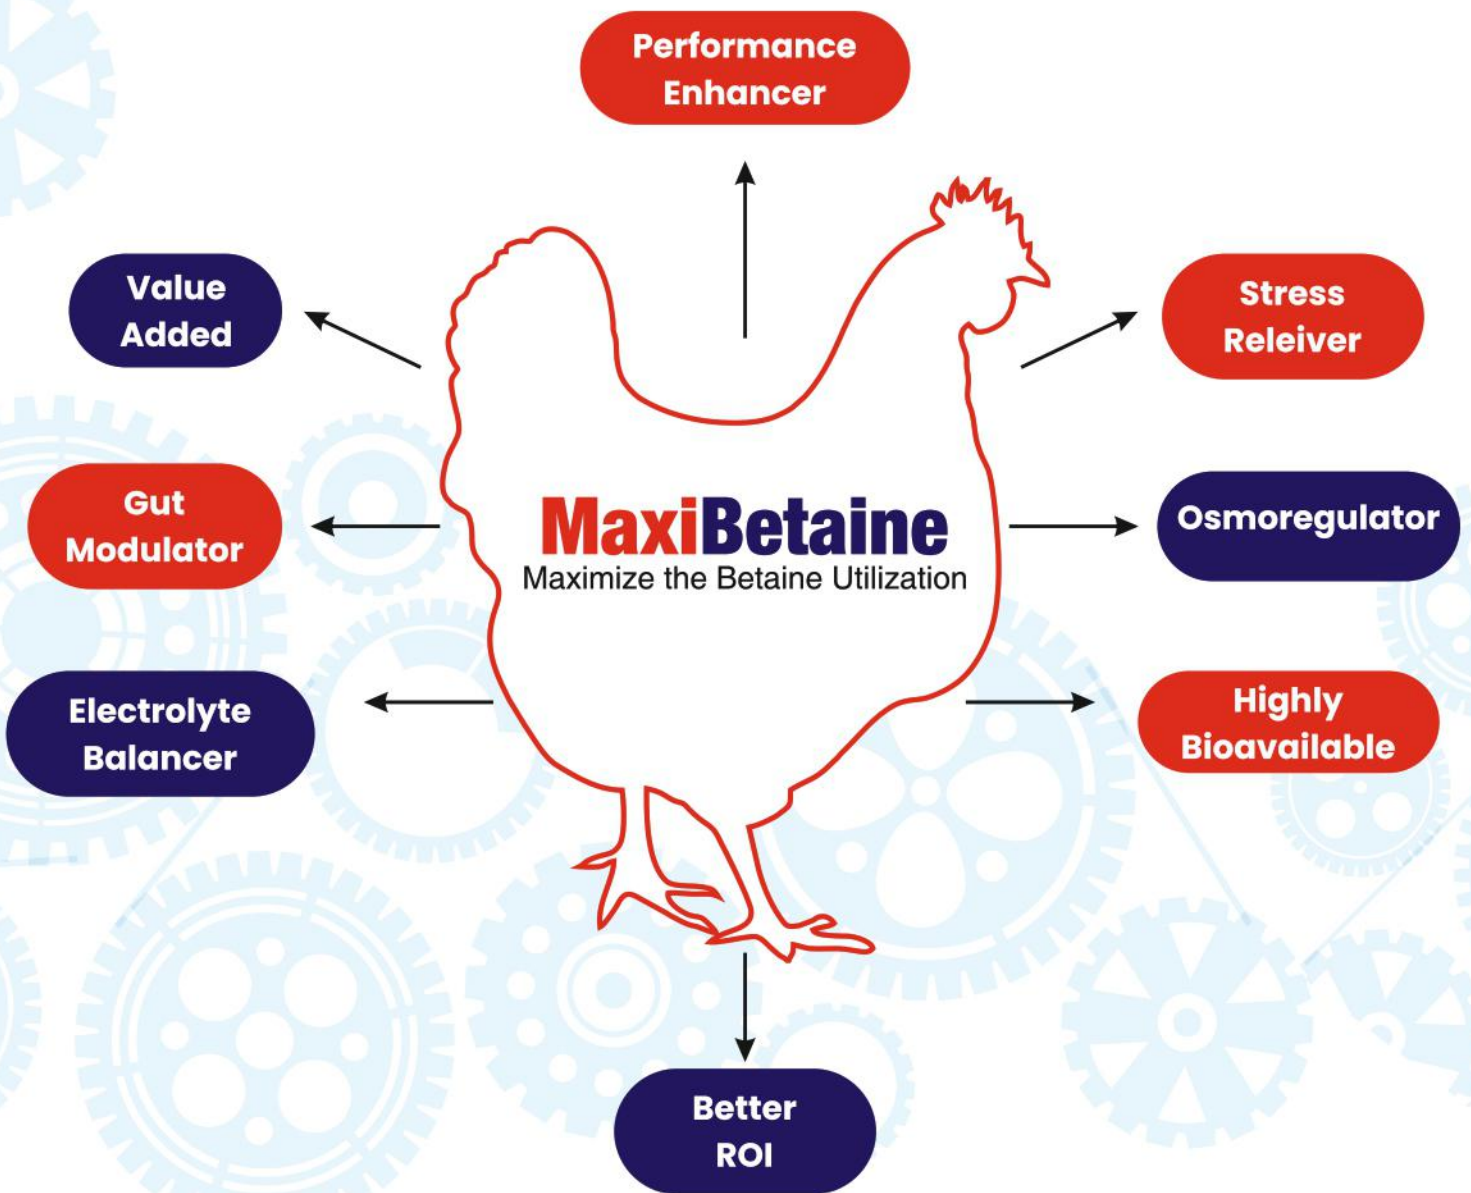 Performance
Enhancer
Value
Added
Stress
Releiver
MaxiBetaine
Maximize the Betaine Utilization
Gut
Modulator
Osmoregulator
Electrolyte
Balancer
Highly
Bioavailable
Better
ROI